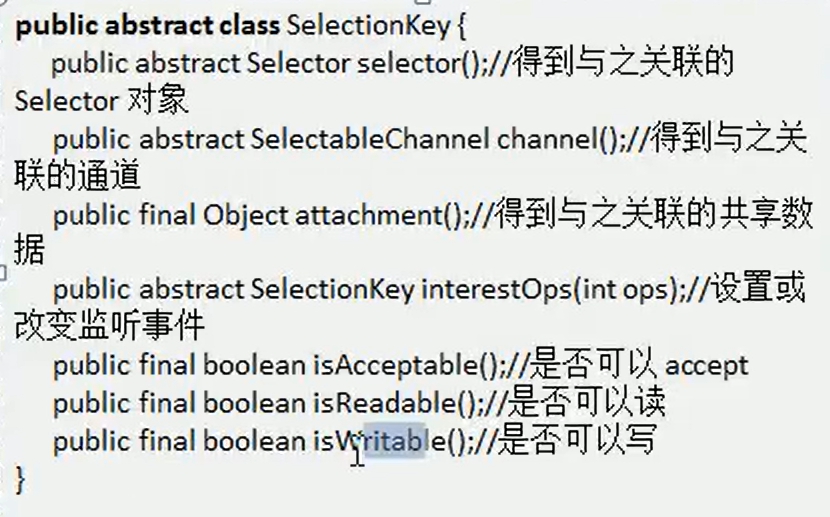 public abstract class SelectionKey {
public abstract Selector selector();//得到与之关联的
Selector 对象
public abstract SelectableChannel channel();//得到与之关
联的通道
public final Object attachment();//得到与之关联的共享数
据
public abstract SelectionKey interestOps(int ops);//设置或
改变监听事件
public final boolean isAcceptable();//是否可以 accept
public final boolean isReadable();//是否可以读
public final boolean isWritable();//是否可以写
}